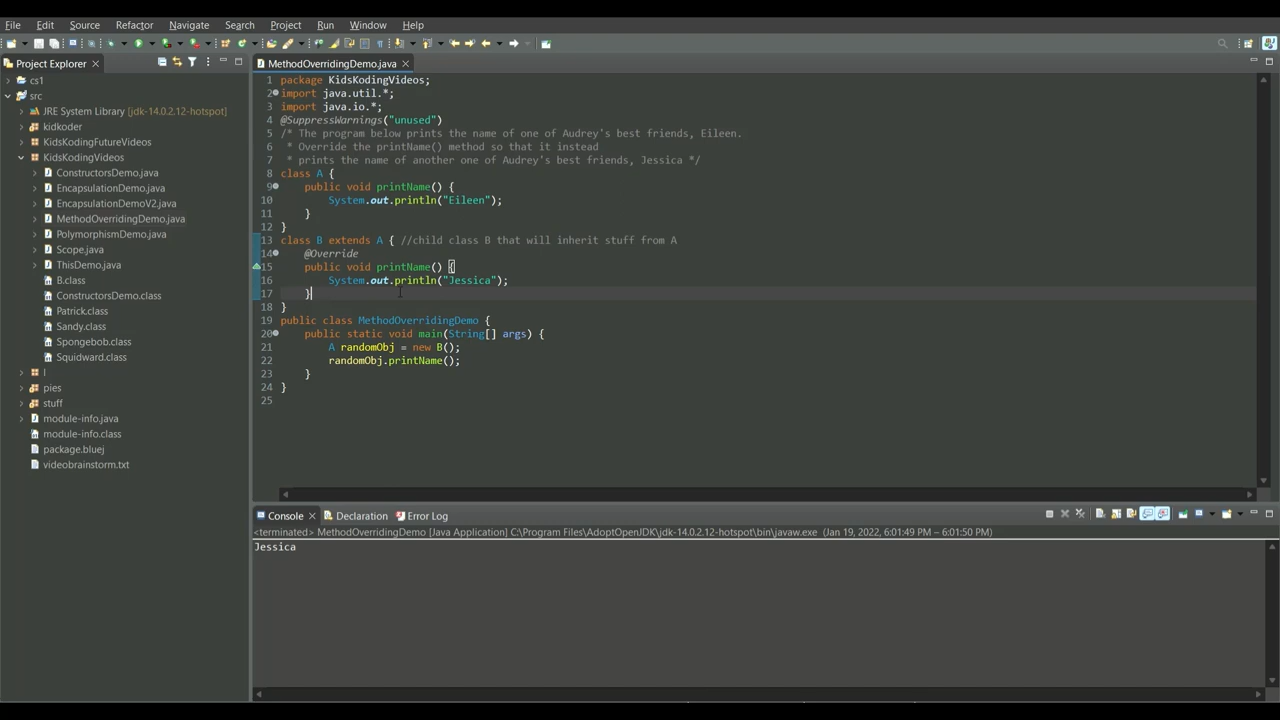 File Edit Source Refactor Navigate Search Project Run Window Help
Project Explorer
cs1
src
JRE System Library [jdk-14.0.2.12-hotspot]
kidkoder
KidsKodingFutureVideos
KidsKodingVideos
ConstructorsDemo.java
EncapsulationDemo.java
EncapsulationDemoV2.java
MethodOverridingDemo.java
PolymorphismDemo.java
Scope.java
ThisDemo.java
B.class
ConstructorsDemo.class
Patrick.class
Sandy.class
Spongebob.class
Squidward.class
l
pies
stuff
module-info.java
module-info.class
package.bluej
videobrainstorm.txt
MethodOverridingDemo.java
1 package KidsKodingVideos;
2 import java.util.*;
3 import java.io.*;
4 @SuppressWarnings("unused")
5 /* The program below prints the name of one of Audrey's best friends, Eileen.
6 * Override the printName() method so that it instead
7 * prints the name of another one of Audrey's best friends, Jessica */
8 class A {
9 public void printName() {
10 System.out.println("Eileen");
11 }
12 }
13 class B extends A { //child class B that will inherit stuff from A
14 @Override
15 public void printName() {
16 System.out.println("Jessica");
17 }
18 }
19 public class MethodOverridingDemo {
20 public static void main(String[] args) {
21 A randomObj = new B();
22 randomObj.printName();
23 }
24 }
25
Console Declaration Error Log
<terminated> MethodOverridingDemo [Java Application] C:\Program Files\AdoptOpenJDK\jdk-14.0.2.12-hotspot\bin\javaw.exe (Jan 19, 2022, 6:01:49 PM – 6:01:50 PM)
Jessica